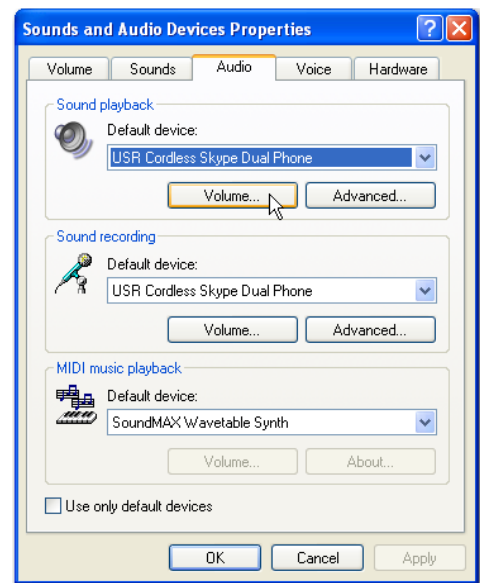 Sounds and Audio Devices Properties
Volume Sounds Audio Voice Hardware
Sound playback
Default device:
USR Cordless Skype Dual Phone
Volume... Advanced...
Sound recording
Default device:
USR Cordless Skype Dual Phone
Volume... Advanced...
MIDI music playback
Default device:
SoundMAX Wavetable Synth
Volume... About...
Use only default devices
OK Cancel Apply